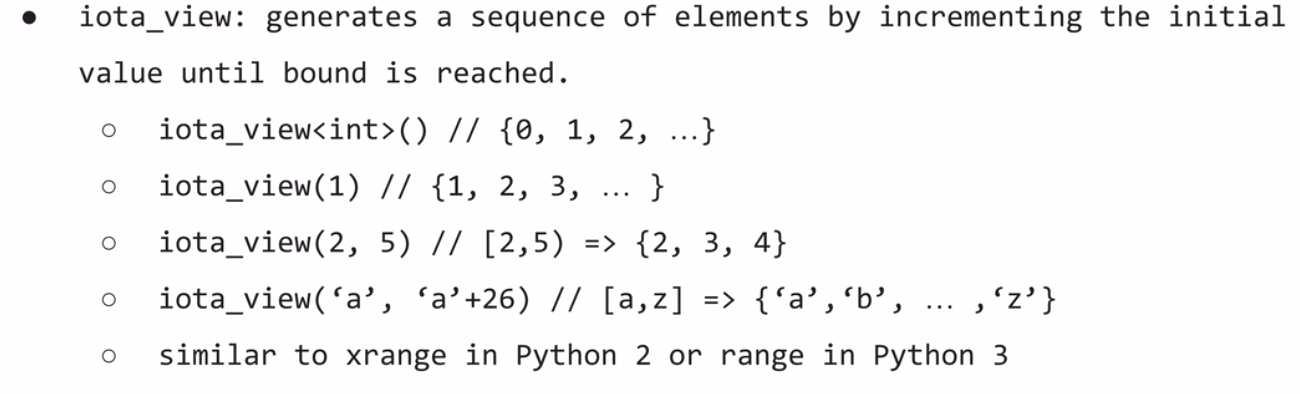 ● iota_view: generates a sequence of elements by incrementing the initial
value until bound is reached.
○ iota_view<int>() // {0, 1, 2, …}
○ iota_view(1) // {1, 2, 3, … }
○ iota_view(2, 5) // [2,5) => {2, 3, 4}
○ iota_view(‘a’, ‘a’+26) // [a,z] => {‘a’,‘b’, … ,‘z’}
○ similar to xrange in Python 2 or range in Python 3